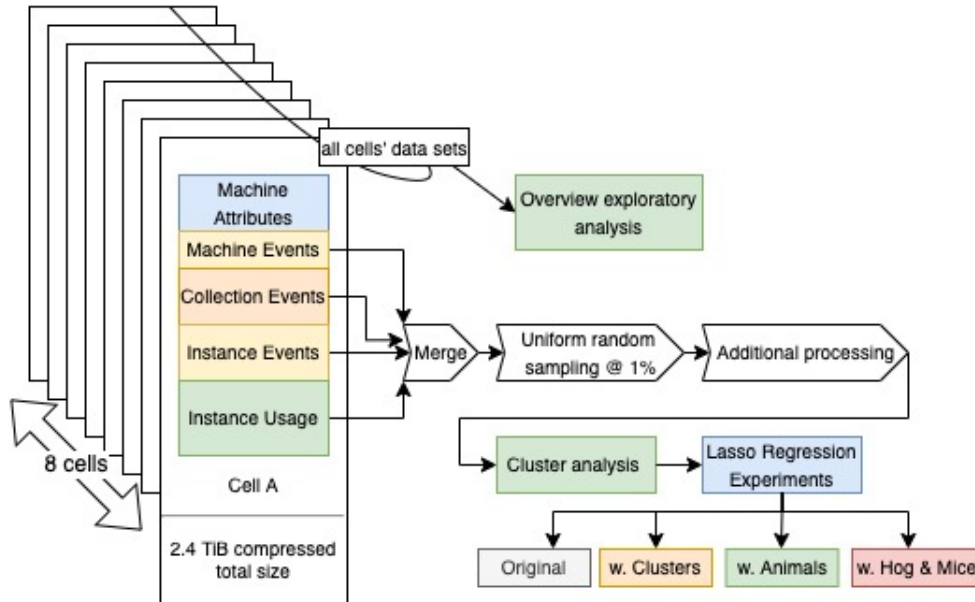 all cells' data sets
Machine
Attributes
Machine Events
Collection Events
Instance Events
Instance Usage
Cell A
2.4 TiB compressed
total size
8 cells
Overview exploratory
analysis
Merge
Uniform random
sampling @ 1%
Additional processing
Cluster analysis
Lasso Regression
Experiments
Original
w. Clusters
w. Animals
w. Hog & Mice